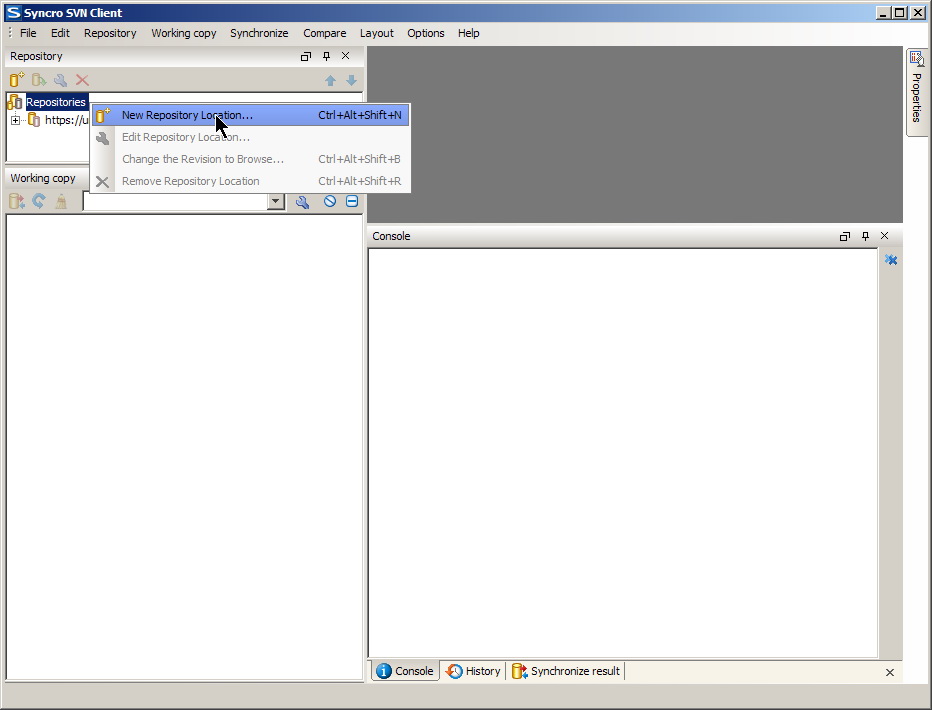 Syncro SVN Client
File Edit Repository Working copy Synchronize Compare Layout Options Help
Repository
Repositories
https://u
New Repository Location... Ctrl+Alt+Shift+N
Edit Repository Location...
Change the Revision to Browse... Ctrl+Alt+Shift+B
Remove Repository Location Ctrl+Alt+Shift+R
Working copy
Properties
Console
Console History Synchronize result